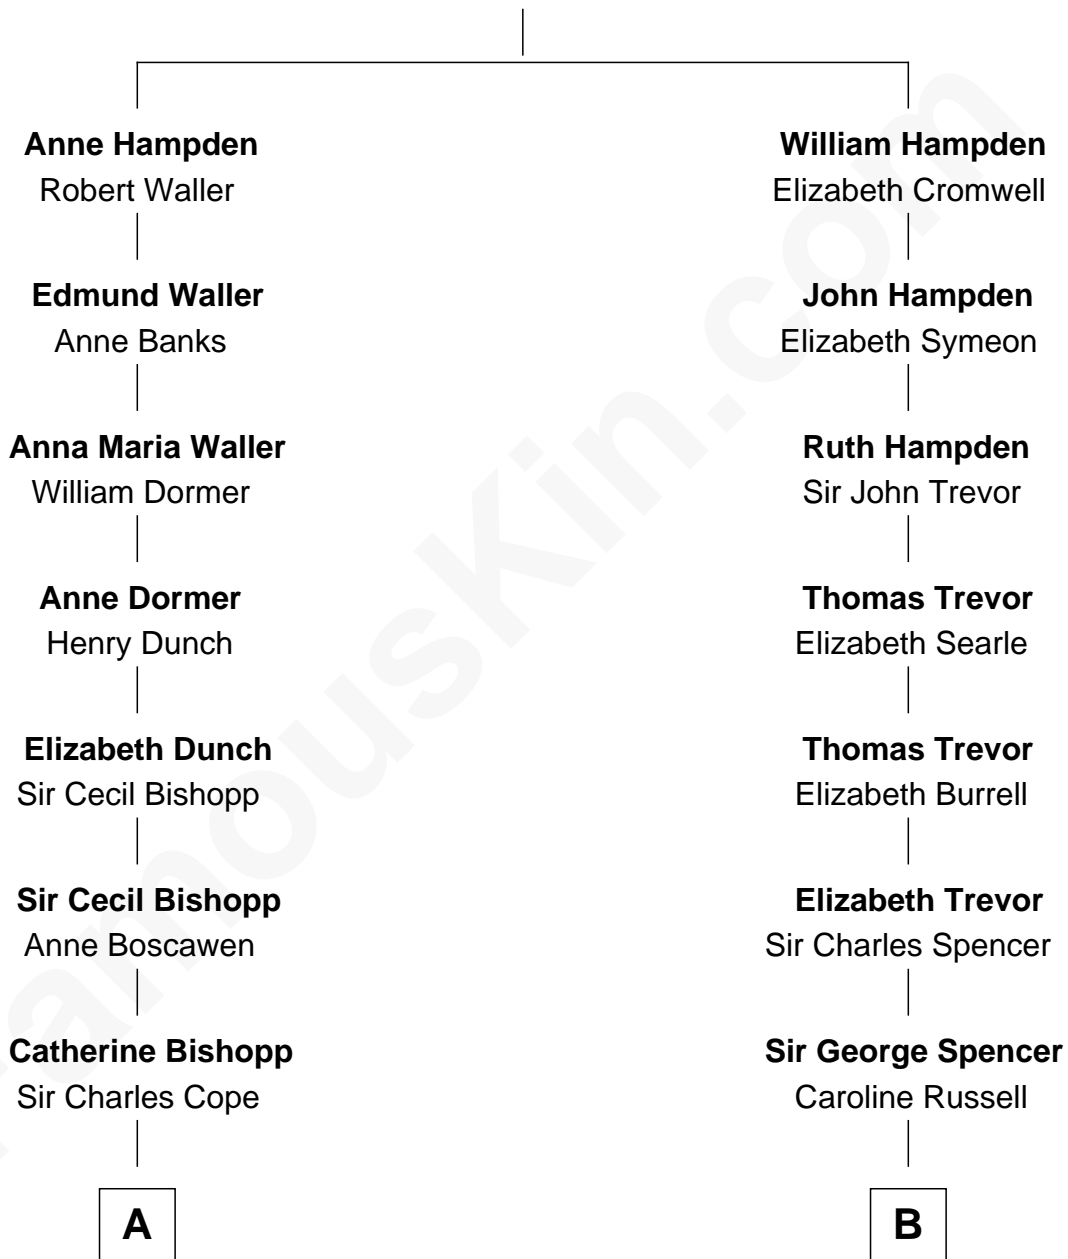 Anne Hampden
Robert Waller
William Hampden
Elizabeth Cromwell
Edmund Waller
Anne Banks
John Hampden
Elizabeth Symeon
Anna Maria Waller
William Dormer
Ruth Hampden
Sir John Trevor
Anne Dormer
Henry Dunch
Thomas Trevor
Elizabeth Searle
Elizabeth Dunch
Sir Cecil Bishopp
Thomas Trevor
Elizabeth Burrell
Sir Cecil Bishopp
Anne Boscawen
Elizabeth Trevor
Sir Charles Spencer
Catherine Bishopp
Sir Charles Cope
Sir George Spencer
Caroline Russell
A
B
FamousKin.com